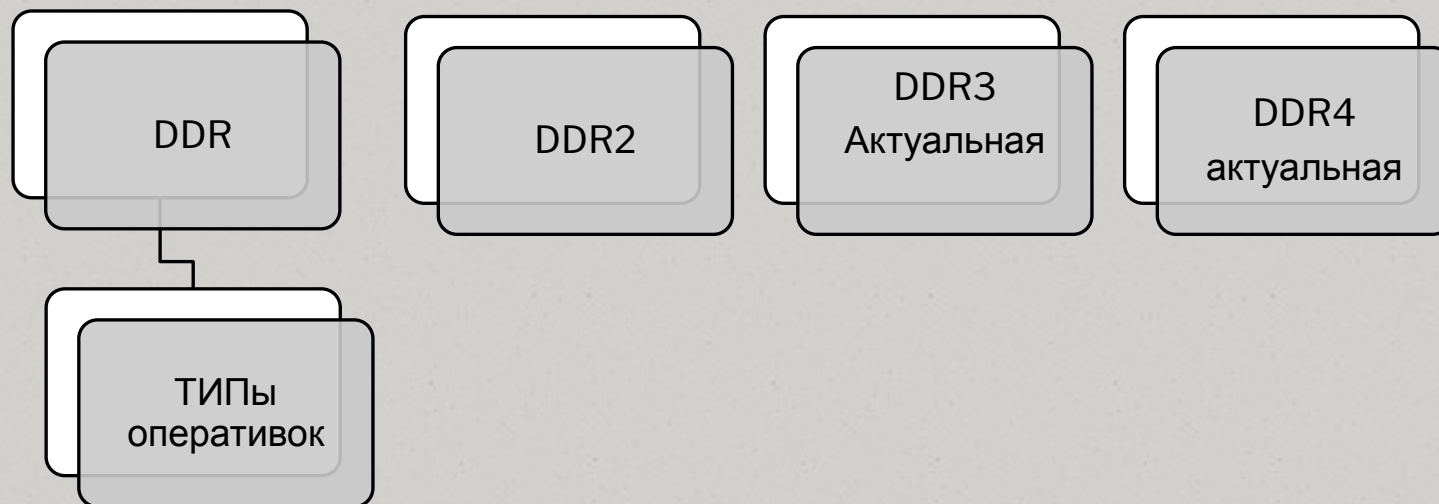 DDR
DDR2
DDR3
Актуальная
DDR4
актуальная
ТИПы
оперативок